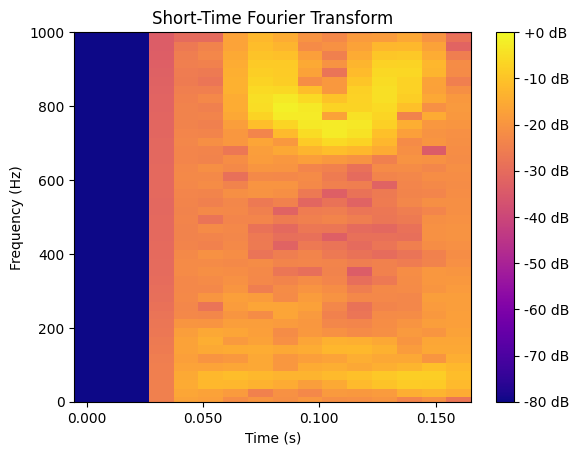 Short-Time Fourier Transform
1000
800
600
400
200
0
Frequency (Hz)
0.000
0.050
0.100
0.150
Time (s)
+0 dB
-10 dB
-20 dB
-30 dB
-40 dB
-50 dB
-60 dB
-70 dB
-80 dB